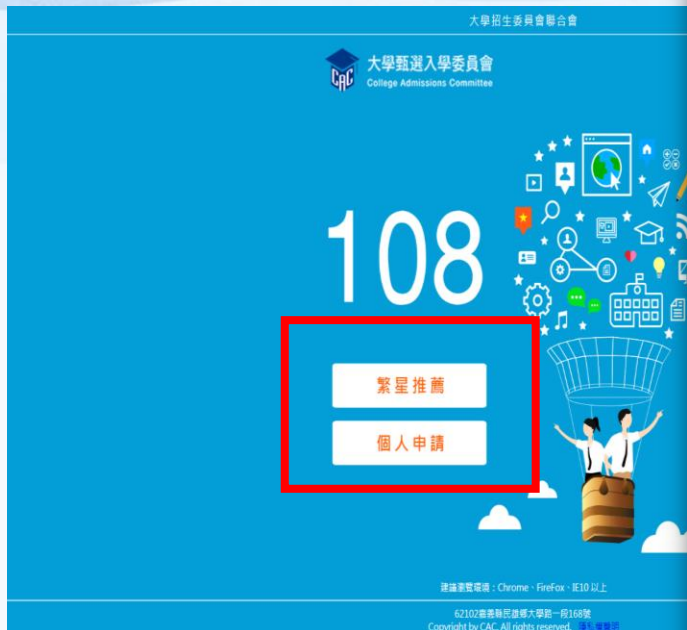 大學招生委員會聯合會
大學甄選入學委員會
College Admissions Committee
CAC
108
繁星推薦
個人申請
建議瀏覽環境：Chrome、FireFox、IE10 以上
62102嘉義縣民雄鄉大學路一段168號
Copyright by CAC. All rights reserved.